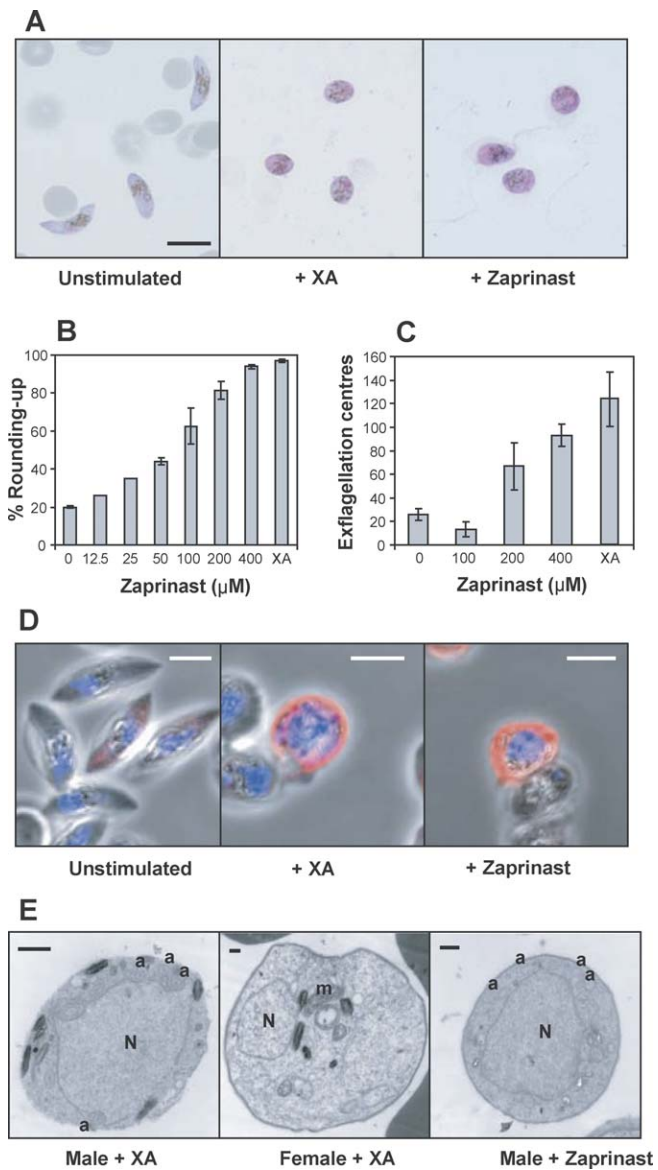 A
Unstimulated + XA + Zaprinast
B
% Rounding-up
100
80
60
40
20
0
0 12.5 25 50 100 200 400 XA
Zaprinast (µM)
C
Exflagellation centres
160
140
120
100
80
60
40
20
0
0 100 200 400 XA
Zaprinast (µM)
D
Unstimulated + XA + Zaprinast
E
a a a N a
m N
a a a a N
Male + XA Female + XA Male + Zaprinast